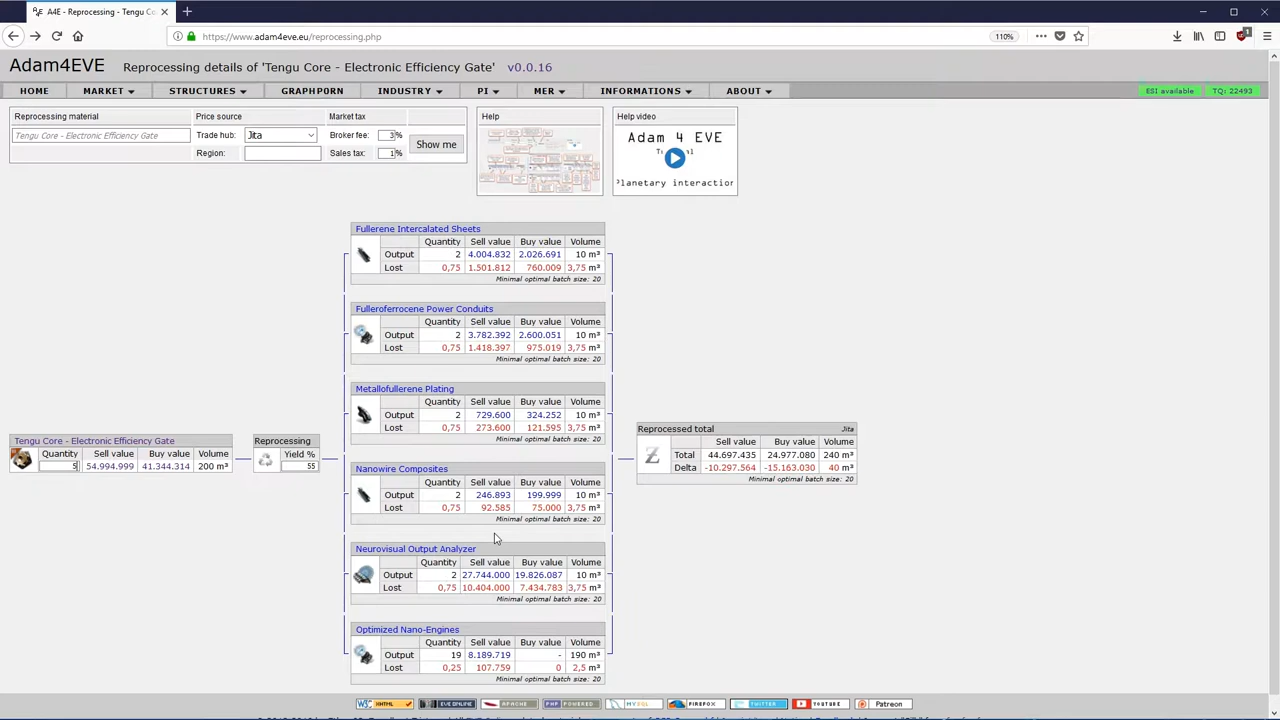 A4E - Reprocessing - Tengu Co
https://www.adam4eve.eu/reprocessing.php
110%
Adam4EVE
Reprocessing details of 'Tengu Core - Electronic Efficiency Gate' v0.0.16
HOME MARKET STRUCTURES GRAPHP0RN INDUSTRY PI MER INFORMATIONS ABOUT ESI available TQ: 22493
Reprocessing material Price source Market tax Help Help video
Tengu Core - Electronic Efficiency Gate Trade hub: Jita Broker fee: 3 % Show me
Region: Sales tax: 1 %
Adam 4 EVE
Planetary interaction
Fullerene Intercalated Sheets
Quantity Sell value Buy value Volume
Output 2 4.004.832 2.026.691 10 m³
Lost 0,75 1.501.812 760.009 3,75 m³
Minimal optimal batch size: 20
Fulleroferrocene Power Conduits
Quantity Sell value Buy value Volume
Output 2 3.782.392 2.600.051 10 m³
Lost 0,75 1.418.397 975.019 3,75 m³
Minimal optimal batch size: 20
Metallofullerene Plating
Quantity Sell value Buy value Volume
Output 2 729.600 324.252 10 m³
Lost 0,75 273.600 121.595 3,75 m³
Minimal optimal batch size: 20
Tengu Core - Electronic Efficiency Gate
Quantity Sell value Buy value Volume
5 54.994.999 41.344.314 200 m³
Reprocessing
Yield %
55
Nanowire Composites
Quantity Sell value Buy value Volume
Output 2 246.893 199.999 10 m³
Lost 0,75 92.585 75.000 3,75 m³
Minimal optimal batch size: 20
Reprocessed total Jita
Sell value Buy value Volume
Total 44.697.435 24.977.080 240 m³
Delta -10.297.564 -15.163.030 40 m³
Minimal optimal batch size: 20
Neurovisual Output Analyzer
Quantity Sell value Buy value Volume
Output 2 27.744.000 19.826.087 10 m³
Lost 0,75 10.404.000 7.434.783 3,75 m³
Minimal optimal batch size: 20
Optimized Nano-Engines
Quantity Sell value Buy value Volume
Output 19 8.189.719 - 190 m³
Lost 0,25 107.759 0 2,5 m³
Minimal optimal batch size: 20
W3C XHTML EVE ONLINE APACHE PHP POWERED MYSQL FIREFOX TWITTER YOUTUBE Patreon